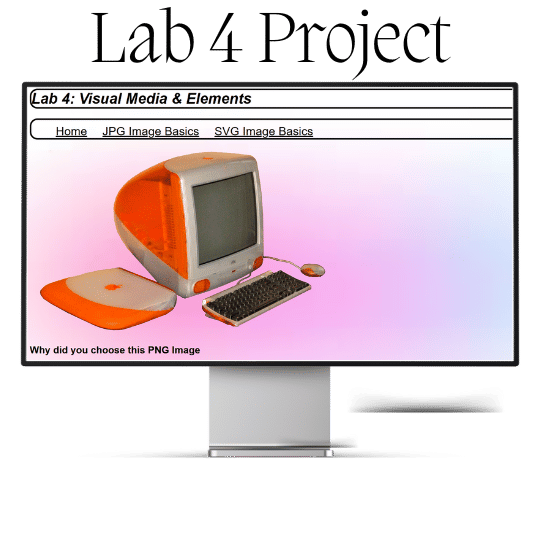 Lab 4 Project
Lab 4: Visual Media & Elements
Home JPG Image Basics SVG Image Basics
Why did you choose this PNG Image